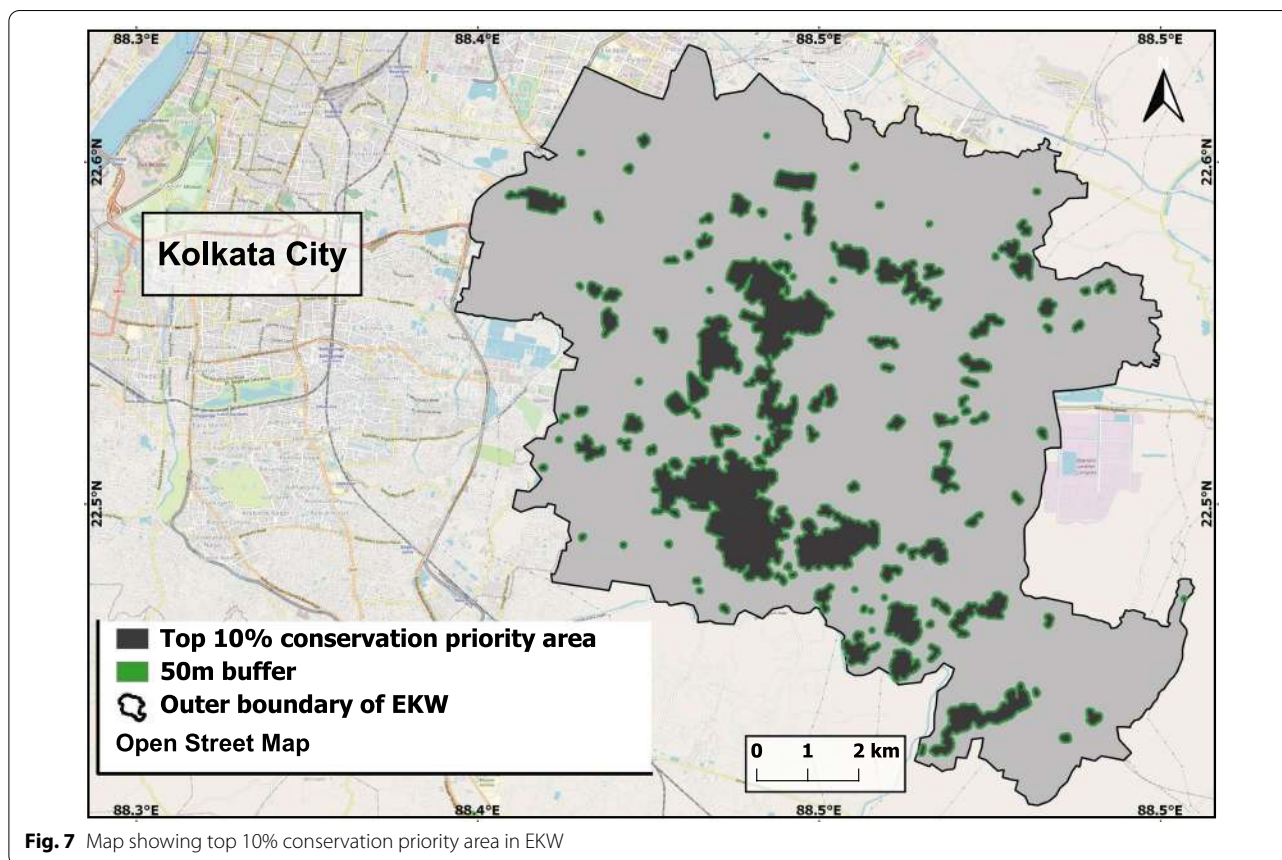 88.3°E 88.4°E 88.5°E 88.5°E
N
22.6°N 22.6°N
Kolkata City
22.5°N 22.5°N
Top 10% conservation priority area
50m buffer
Outer boundary of EKW
Open Street Map
0 1 2 km
88.3°E 88.4°E 88.5°E 88.5°E
Fig. 7 Map showing top 10% conservation priority area in EKW